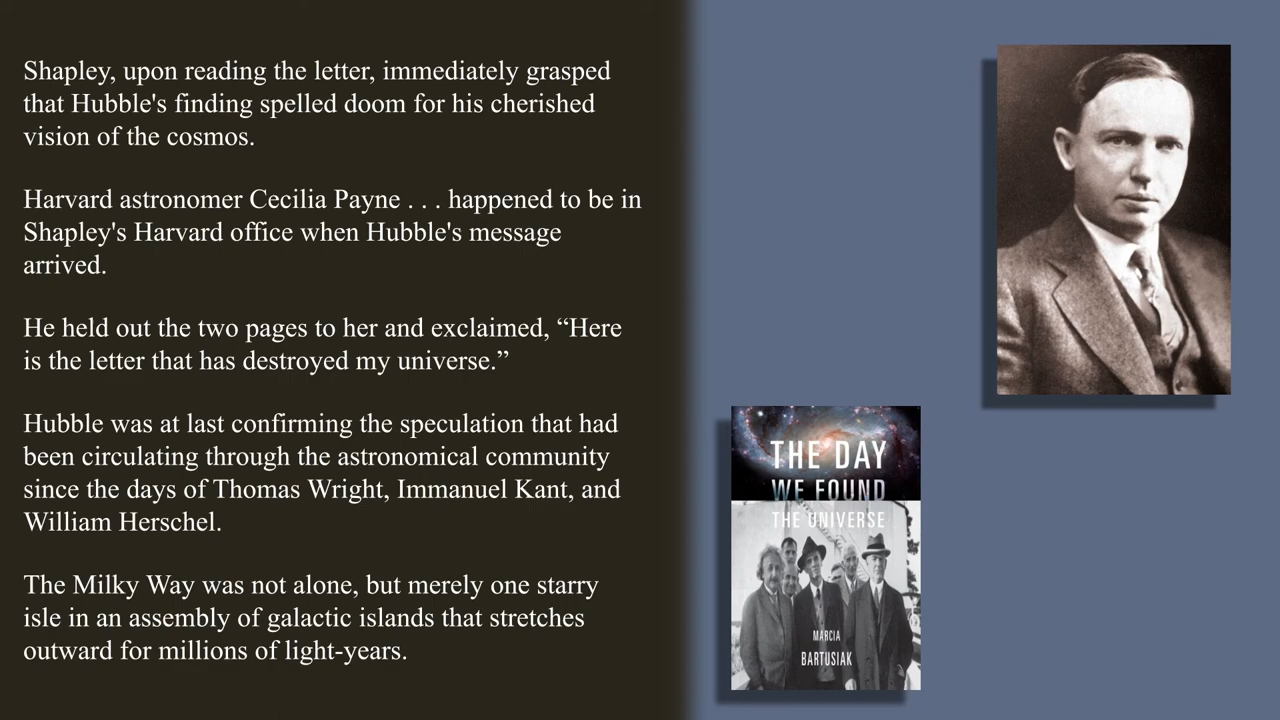 Shapley, upon reading the letter, immediately grasped
that Hubble's finding spelled doom for his cherished
vision of the cosmos.
Harvard astronomer Cecilia Payne . . . happened to be in
Shapley's Harvard office when Hubble's message
arrived.
He held out the two pages to her and exclaimed, “Here
is the letter that has destroyed my universe.”
Hubble was at last confirming the speculation that had
been circulating through the astronomical community
since the days of Thomas Wright, Immanuel Kant, and
William Herschel.
The Milky Way was not alone, but merely one starry
isle in an assembly of galactic islands that stretches
outward for millions of light-years.
THE DAY
WE FOUND
THE UNIVERSE
MARCIA
BARTUSIAK